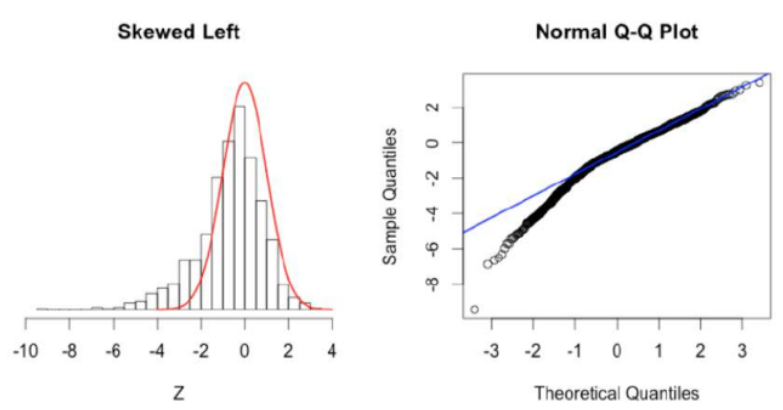 Skewed Left
-10 -8 -6 -4 -2 0 2 4
Z
Normal Q-Q Plot
Sample Quantiles
2
0
-2
-4
-6
-8
-3 -2 -1 0 1 2 3
Theoretical Quantiles